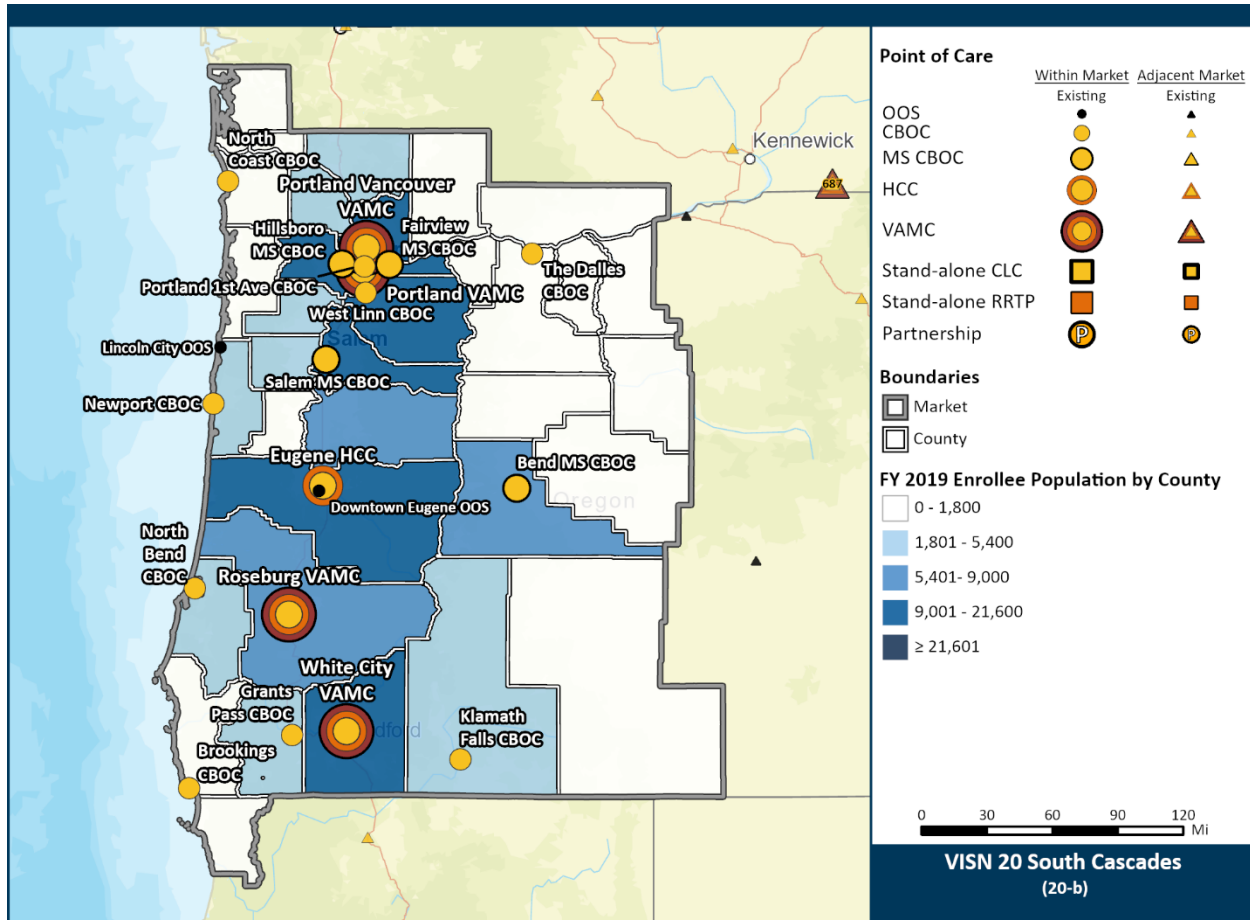 Kennewick
687
North
Coast CBOC
Portland Vancouver
VAMC
Hillsboro
MS CBOC
Fairview
MS CBOC
The Dalles
CBOC
Portland 1st Ave CBOC
Portland VAMC
West Linn CBOC
Salem
Lincoln City OOS
Salem MS CBOC
Newport CBOC
Eugene HCC
Bend MS CBOC
Oregon
Downtown Eugene OOS
North
Bend
CBOC
Roseburg VAMC
White City
VAMC
Grants
Pass CBOC
Klamath
Falls CBOC
Brookings
CBOC
Point of Care
Within Market Adjacent Market
Existing Existing
OOS
CBOC
MS CBOC
HCC
VAMC
Stand-alone CLC
Stand-alone RRTP
Partnership P P
Boundaries
Market
County
FY 2019 Enrollee Population by County
0 - 1,800
1,801 - 5,400
5,401- 9,000
9,001 - 21,600
≥ 21,601
0 30 60 90 120
Mi
VISN 20 South Cascades
(20-b)